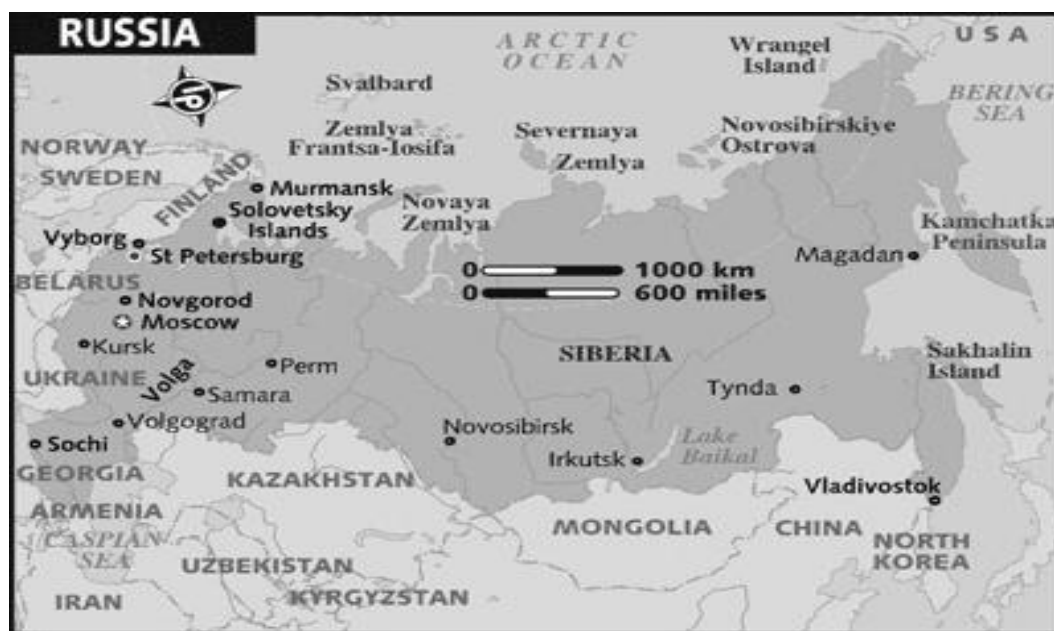 RUSSIA
ARCTIC
OCEAN
Wrangel
Island
USA
BERING
SEA
Svalbard
Zemlya
Frantsa-Iosifa
Severnaya
Zemlya
Novosibirskiye
Ostrova
NORWAY
SWEDEN
FINLAND
Murmansk
Solovetsky
Islands
Novaya
Zemlya
Kamchatka
Peninsula
Vyborg
St Petersburg
Magadan
BELARUS
0 1000 km
0 600 miles
Novgorod
Moscow
Kursk
SIBERIA
Sakhalin
Island
UKRAINE
Volga
Perm
Samara
Tynda
Volgograd
Novosibirsk
Lake
Baikal
Sochi
Irkutsk
GEORGIA
KAZAKHSTAN
Vladivostok
ARMENIA
MONGOLIA
CHINA
NORTH
KOREA
CASPIAN
SEA
UZBEKISTAN
KYRGYZSTAN
IRAN